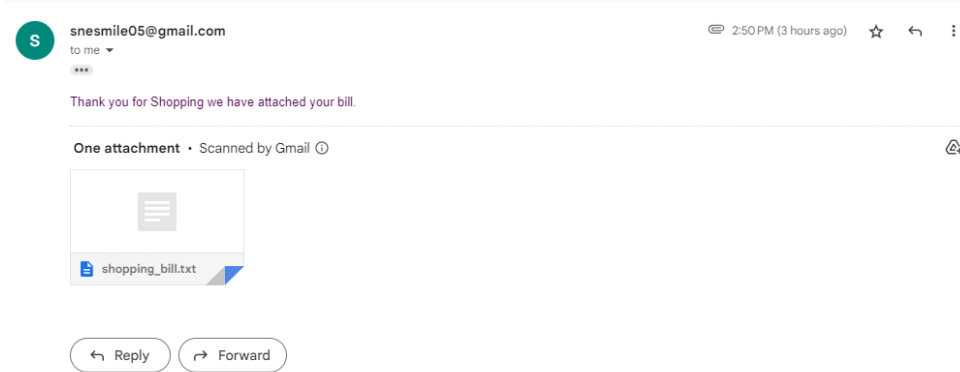 S
snesmile05@gmail.com
2:50 PM (3 hours ago)
to me
Thank you for Shopping we have attached your bill.
One attachment • Scanned by Gmail
shopping_bill.txt
Reply
Forward